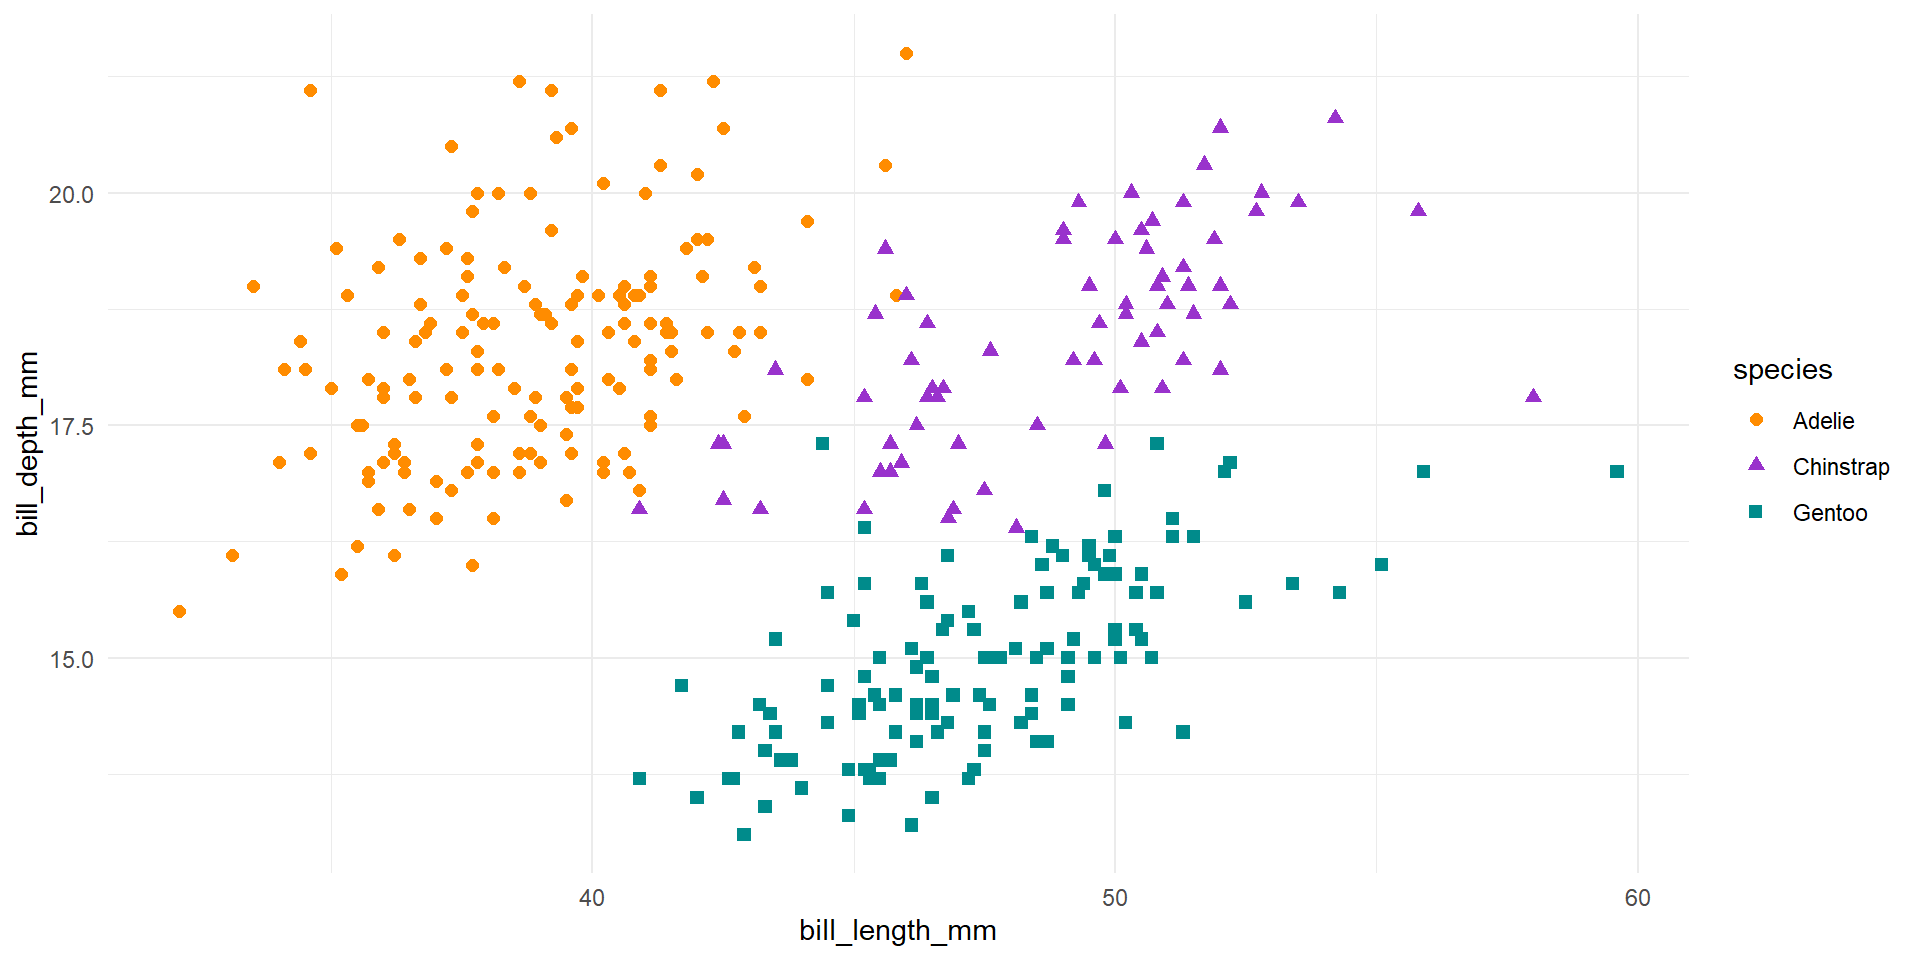 20.0
17.5
15.0
bill_depth_mm
40
50
60
bill_length_mm
species
Adelie
Chinstrap
Gentoo